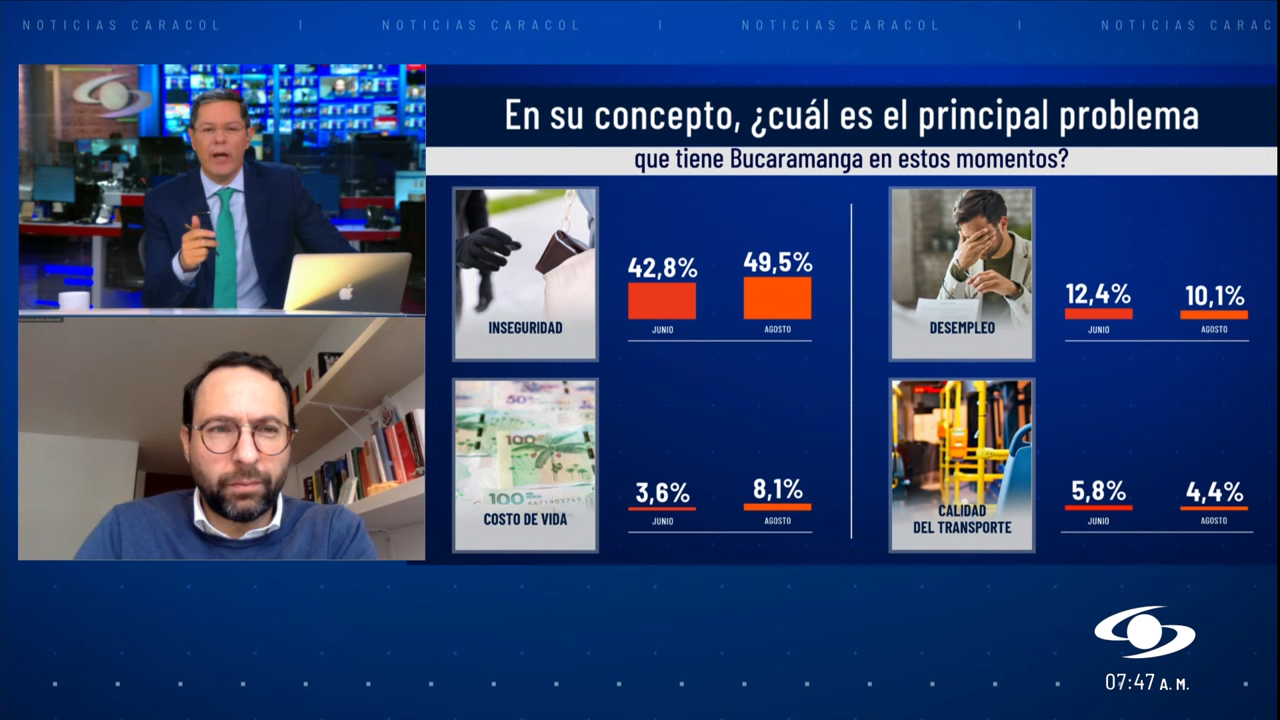 NOTICIAS CARACOL | NOTICIAS CARACOL | NOTICIAS CARACOL | NOTICIAS CARAC
En su concepto, ¿cuál es el principal problema
que tiene Bucaramanga en estos momentos?
INSEGURIDAD
42,8%
JUNIO
49,5%
AGOSTO
DESEMPLEO
12,4%
JUNIO
10,1%
AGOSTO
COSTO DE VIDA
3,6%
JUNIO
8,1%
AGOSTO
CALIDAD
DEL TRANSPORTE
5,8%
JUNIO
4,4%
AGOSTO
07:47 A. M.